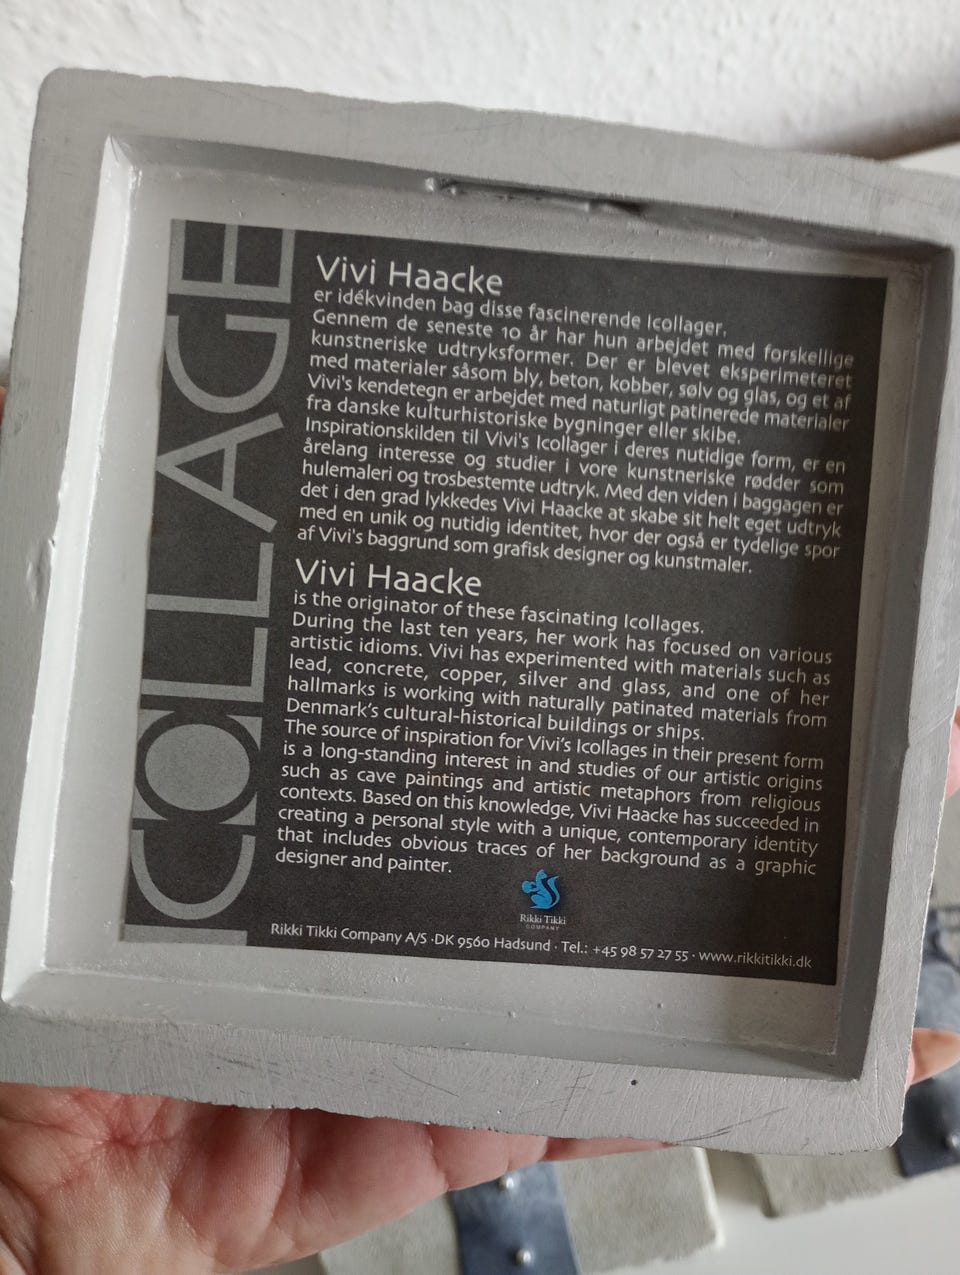 ICOLLAGE
Vivi Haacke
er idékvinden bag disse fascinerende Icollager.
Gennem de seneste 10 år har hun arbejdet med forskellige
kunstneriske udtryksformer. Der er blevet eksperimeteret
med materialer såsom bly, beton, kobber, sølv og glas, og et af
Vivi's kendetegn er arbejdet med naturligt patinerede materialer
fra danske kulturhistoriske bygninger eller skibe.
Inspirationskilden til Vivi's Icollager i deres nutidige form, er en
årelang interesse og studier i vore kunstneriske rødder som
hulemaleri og trosbestemte udtryk. Med den viden i baggagen er
det i den grad lykkedes Vivi Haacke at skabe sit helt eget udtryk
med en unik og nutidig identitet, hvor der også er tydelige spor
af Vivi's baggrund som grafisk designer og kunstmaler.
Vivi Haacke
is the originator of these fascinating Icollages.
During the last ten years, her work has focused on various
artistic idioms. Vivi has experimented with materials such as
lead, concrete, copper, silver and glass, and one of her
hallmarks is working with naturally patinated materials from
Denmark's cultural-historical buildings or ships.
The source of inspiration for Vivi's Icollages in their present form
is a long-standing interest in and studies of our artistic origins
such as cave paintings and artistic metaphors from religious
contexts. Based on this knowledge, Vivi Haacke has succeeded in
creating a personal style with a unique, contemporary identity
that includes obvious traces of her background as a graphic
designer and painter.
Rikki Tikki
COMPANY
Rikki Tikki Company A/S · DK 9560 Hadsund · Tel.: +45 98 57 27 55 · www.rikkitikki.dk